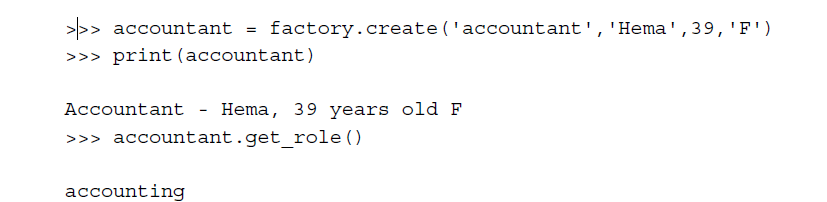 >>> accountant = factory.create('accountant','Hema',39,'F')
>>> print(accountant)
Accountant - Hema, 39 years old F
>>> accountant.get_role()
accounting